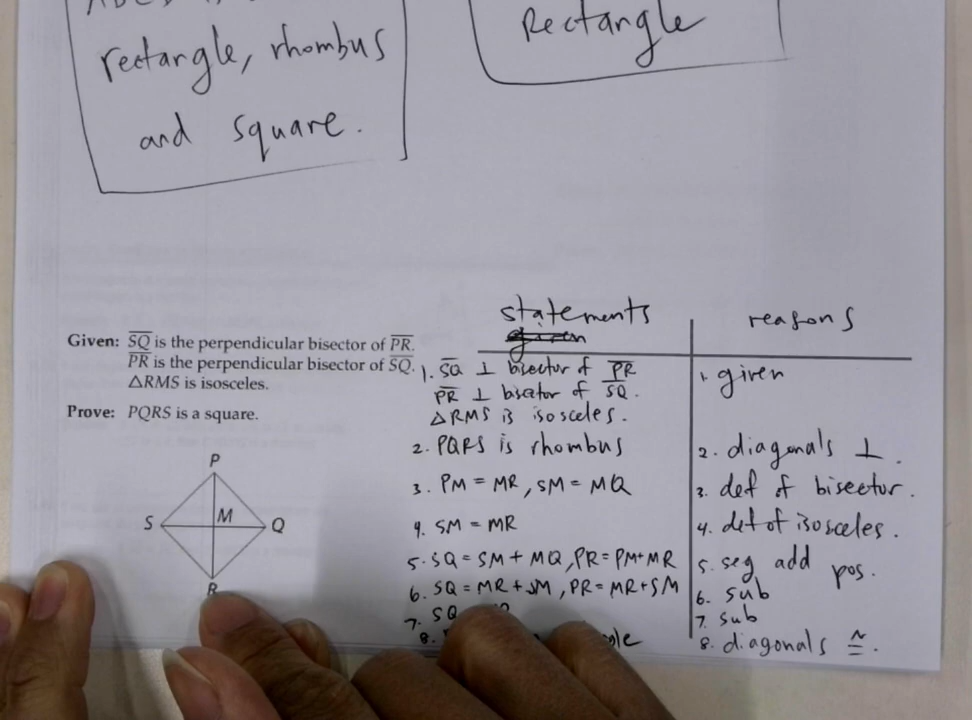 rectangle, rhombus
and square.
Rectangle
Given: SQ is the perpendicular bisector of PR.
PR is the perpendicular bisector of SQ.
△RMS is isosceles.
Prove: PQRS is a square.
P
S M Q
R
statements reasons
1. SQ ⊥ bisector of PR
PR ⊥ bisector of SQ.
△RMS is isosceles.
1. given
2. PQRS is rhombus 2. diagonals ⊥.
3. PM = MR, SM = MQ 3. def of bisector.
4. SM = MR 4. def of isosceles.
5. SQ = SM + MQ, PR = PM+MR 5. seg add pos.
6. SQ = MR + SM, PR = MR+SM 6. sub
7. SQ 7. sub
8. 8. diagonals ≅.